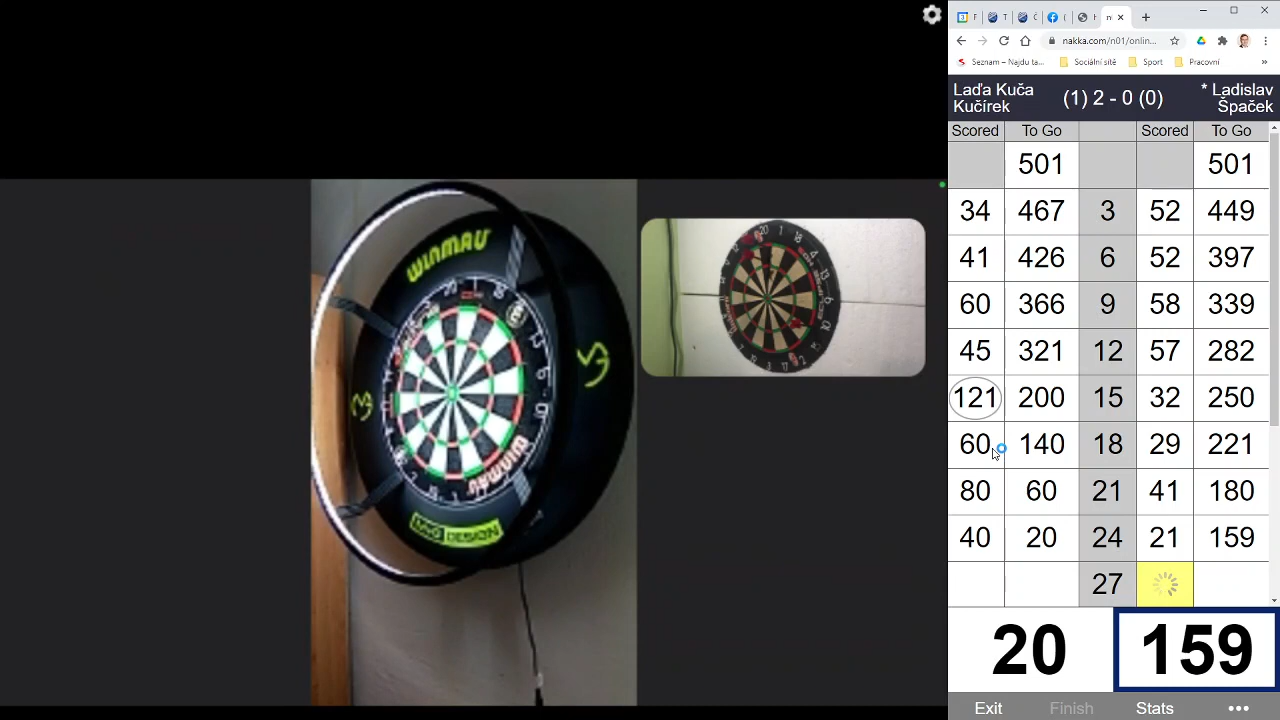 nakka.com/n01/onlin...
Seznam – Najdu ta...
Sociální sítě
Sport
Pracovní
Laďa Kuča
Kučírek
(1) 2 - 0 (0)
* Ladislav
Špaček
Scored To Go Scored To Go
501 501
34 467 3 52 449
41 426 6 52 397
60 366 9 58 339
45 321 12 57 282
121 200 15 32 250
60 140 18 29 221
80 60 21 41 180
40 20 24 21 159
27
20 159
Exit Finish Stats
WINMAU
WINMAU
DESIGN